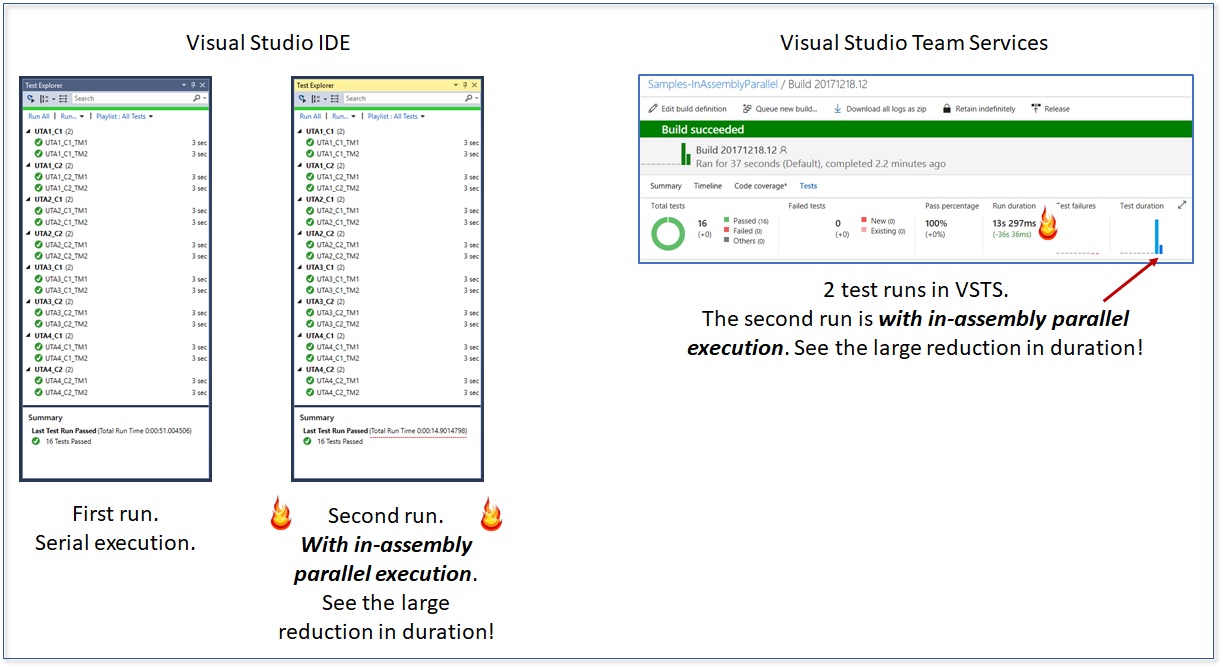 Visual Studio IDE
Test Explorer
Search
Run All | Run... | Playlist : All Tests
UTA1_C1 (2)
UTA1_C1_TM1 3 sec
UTA1_C1_TM2 3 sec
UTA1_C2 (2)
UTA1_C2_TM1 3 sec
UTA1_C2_TM2 3 sec
UTA2_C1 (2)
UTA2_C1_TM1 3 sec
UTA2_C1_TM2 3 sec
UTA2_C2 (2)
UTA2_C2_TM1 3 sec
UTA2_C2_TM2 3 sec
UTA3_C1 (2)
UTA3_C1_TM1 3 sec
UTA3_C1_TM2 3 sec
UTA3_C2 (2)
UTA3_C2_TM1 3 sec
UTA3_C2_TM2 3 sec
UTA4_C1 (2)
UTA4_C1_TM1 3 sec
UTA4_C1_TM2 3 sec
UTA4_C2 (2)
UTA4_C2_TM1 3 sec
UTA4_C2_TM2 3 sec
Summary
Last Test Run Passed (Total Run Time 0:00:51.004506)
16 Tests Passed
First run.
Serial execution.
Test Explorer
Search
Run All | Run... | Playlist : All Tests
UTA1_C1 (2)
UTA1_C1_TM1 3 sec
UTA1_C1_TM2 3 sec
UTA1_C2 (2)
UTA1_C2_TM1 3 sec
UTA1_C2_TM2 3 sec
UTA2_C1 (2)
UTA2_C1_TM1 3 sec
UTA2_C1_TM2 3 sec
UTA2_C2 (2)
UTA2_C2_TM1 3 sec
UTA2_C2_TM2 3 sec
UTA3_C1 (2)
UTA3_C1_TM1 3 sec
UTA3_C1_TM2 3 sec
UTA3_C2 (2)
UTA3_C2_TM1 3 sec
UTA3_C2_TM2 3 sec
UTA4_C1 (2)
UTA4_C1_TM1 3 sec
UTA4_C1_TM2 3 sec
UTA4_C2 (2)
UTA4_C2_TM1 3 sec
UTA4_C2_TM2 3 sec
Summary
Last Test Run Passed (Total Run Time 0:00:14.9014798)
16 Tests Passed
Second run.
With in-assembly
parallel execution.
See the large
reduction in duration!
Visual Studio Team Services
Samples-InAssemblyParallel / Build 20171218.12
Edit build definition Queue new build... Download all logs as zip Retain indefinitely Release
Build succeeded
Build 20171218.12
Ran for 37 seconds (Default), completed 2.2 minutes ago
Summary Timeline Code coverage* Tests
Total tests Failed tests Pass percentage Run duration Test failures Test duration
16 (+0) Passed (16) Failed (0) Others (0)
0 (+0) New (0) Existing (0)
100% (+0%)
13s 297ms (-36s 36ms)
2 test runs in VSTS.
The second run is with in-assembly parallel
execution. See the large reduction in duration!